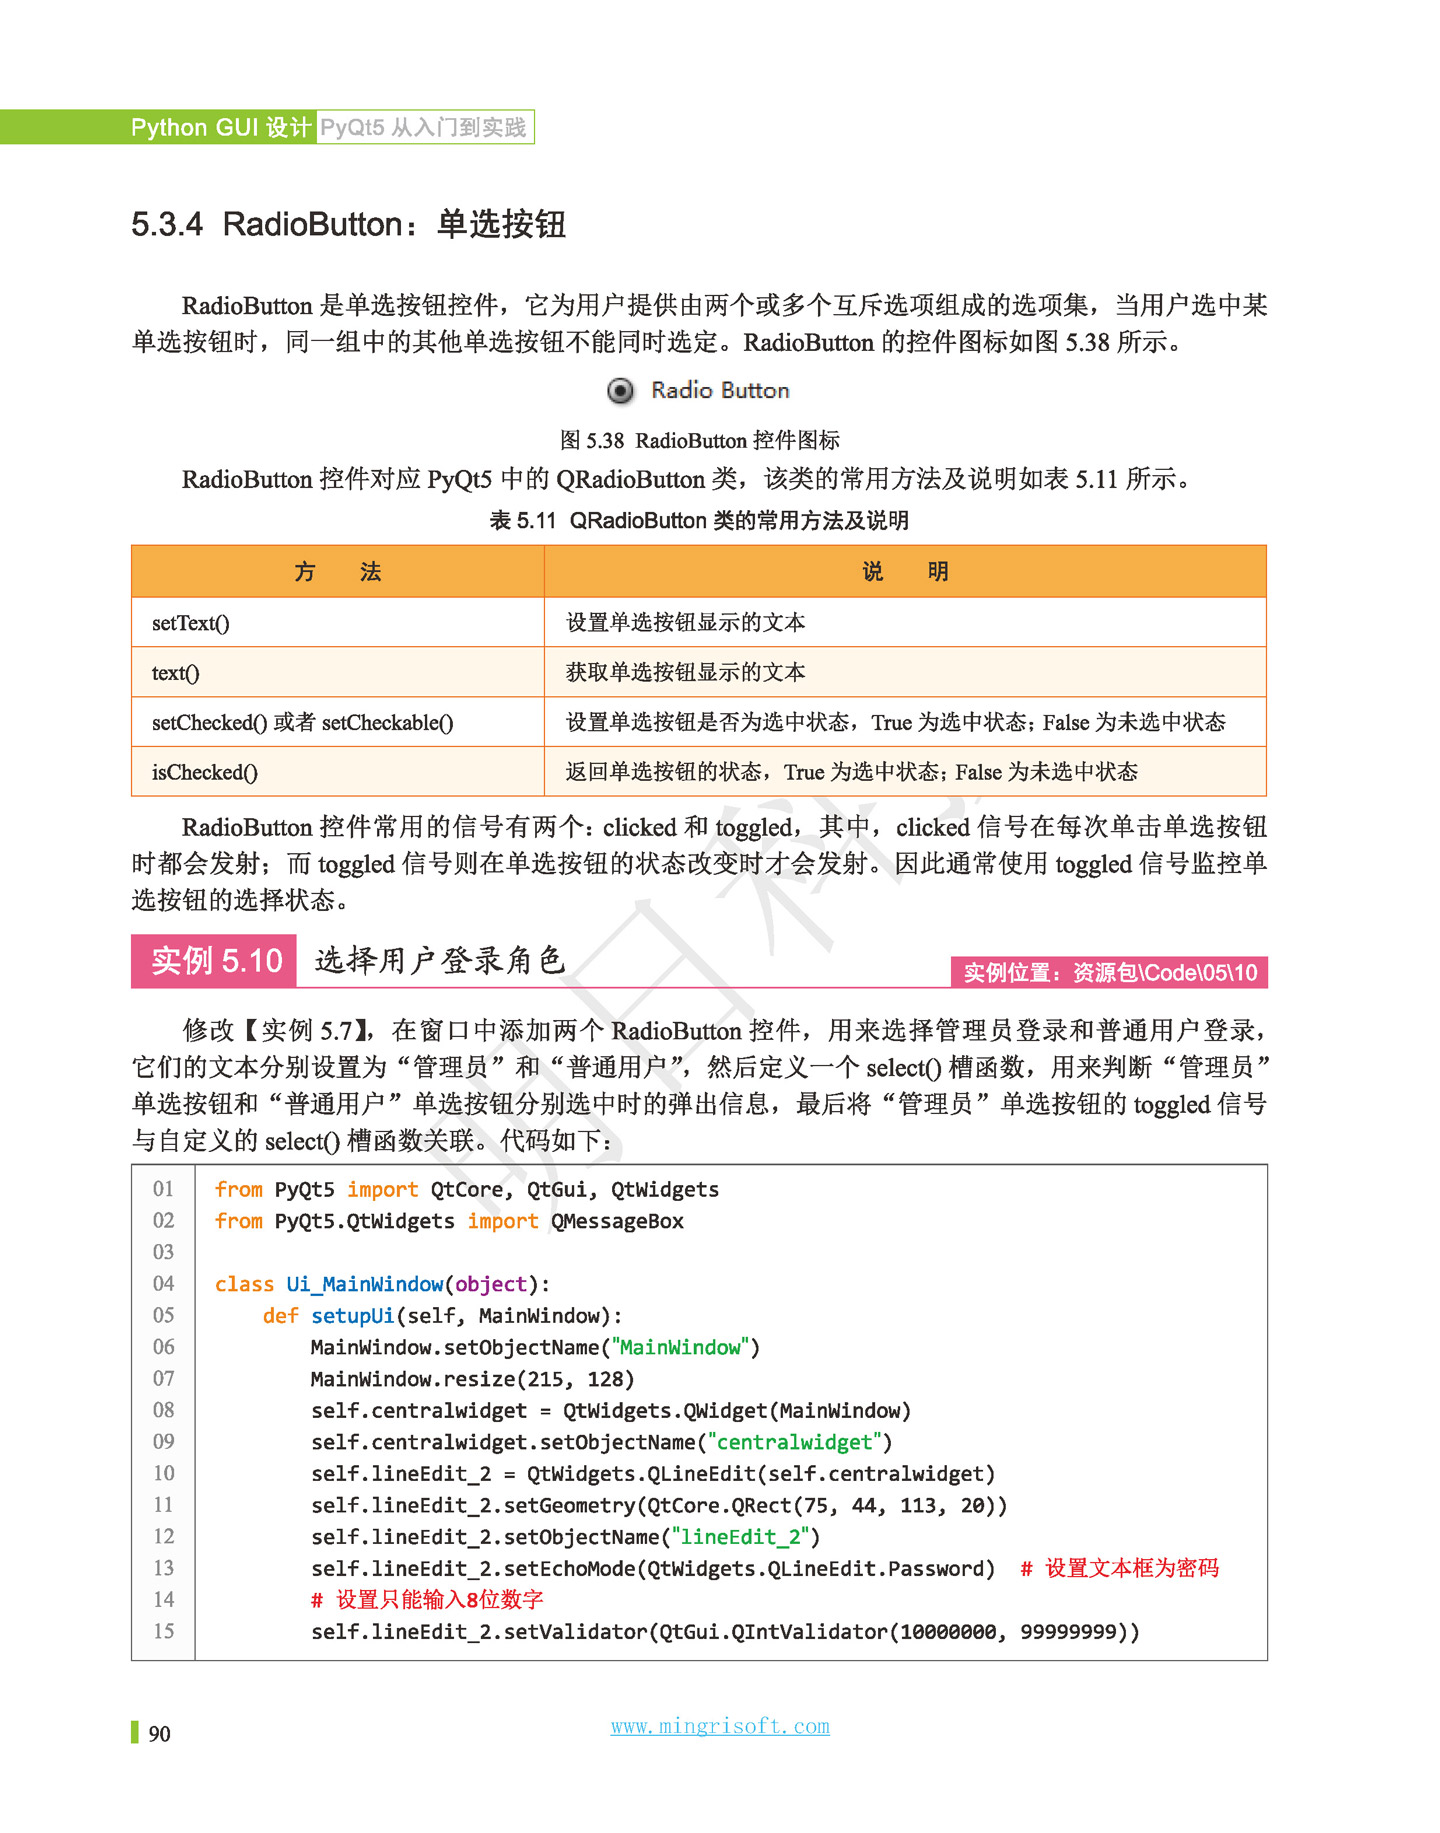 Python GUI 设计 PyQt5 从入门到实践
5.3.4 RadioButton：单选按钮
RadioButton 是单选按钮控件，它为用户提供由两个或多个互斥选项组成的选项集，当用户选中某
单选按钮时，同一组中的其他单选按钮不能同时选定。RadioButton 的控件图标如图 5.38 所示。
Radio Button
图 5.38 RadioButton 控件图标
RadioButton 控件对应 PyQt5 中的 QRadioButton 类，该类的常用方法及说明如表 5.11 所示。
表 5.11 QRadioButton 类的常用方法及说明
方 法 说 明
setText() 设置单选按钮显示的文本
text() 获取单选按钮显示的文本
setChecked() 或者 setCheckable() 设置单选按钮是否为选中状态，True 为选中状态；False 为未选中状态
isChecked() 返回单选按钮的状态，True 为选中状态；False 为未选中状态
RadioButton 控件常用的信号有两个：clicked 和 toggled，其中，clicked 信号在每次单击单选按钮
时都会发射；而 toggled 信号则在单选按钮的状态改变时才会发射。因此通常使用 toggled 信号监控单
选按钮的选择状态。
实例 5.10 选择用户登录角色 实例位置：资源包\Code\05\10
修改【实例 5.7】，在窗口中添加两个 RadioButton 控件，用来选择管理员登录和普通用户登录，
它们的文本分别设置为“管理员”和“普通用户”，然后定义一个 select() 槽函数，用来判断“管理员”
单选按钮和“普通用户”单选按钮分别选中时的弹出信息，最后将“管理员”单选按钮的 toggled 信号
与自定义的 select() 槽函数关联。代码如下：
01 from PyQt5 import QtCore, QtGui, QtWidgets
02 from PyQt5.QtWidgets import QMessageBox
03
04 class Ui_MainWindow(object):
05     def setupUi(self, MainWindow):
06         MainWindow.setObjectName("MainWindow")
07         MainWindow.resize(215, 128)
08         self.centralwidget = QtWidgets.QWidget(MainWindow)
09         self.centralwidget.setObjectName("centralwidget")
10         self.lineEdit_2 = QtWidgets.QLineEdit(self.centralwidget)
11         self.lineEdit_2.setGeometry(QtCore.QRect(75, 44, 113, 20))
12         self.lineEdit_2.setObjectName("lineEdit_2")
13         self.lineEdit_2.setEchoMode(QtWidgets.QLineEdit.Password)  # 设置文本框为密码
14         # 设置只能输入8位数字
15         self.lineEdit_2.setValidator(QtGui.QIntValidator(10000000, 99999999))
明日科
90
www.mingrisoft.com